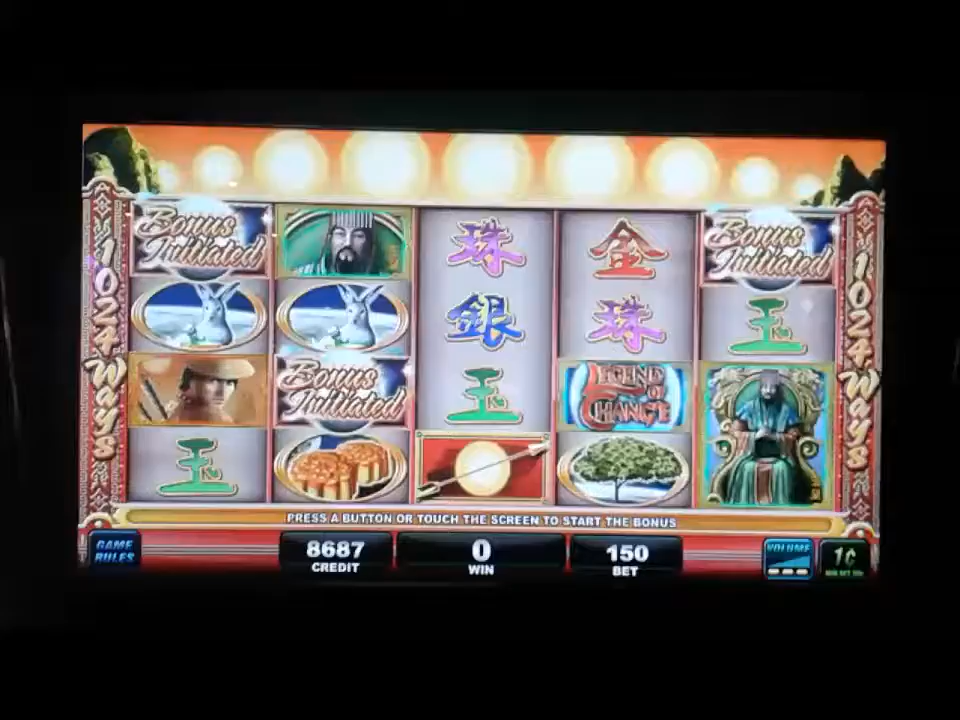 Bonus Initiated
珠
金
Bonus Initiated
1024 Ways
銀
珠
玉
1024 Ways
Bonus Initiated
玉
LEGEND OF CHANG E
玉
PRESS A BUTTON OR TOUCH THE SCREEN TO START THE BONUS
GAME RULES
8687
CREDIT
0
WIN
150
BET
VOLUME
1¢